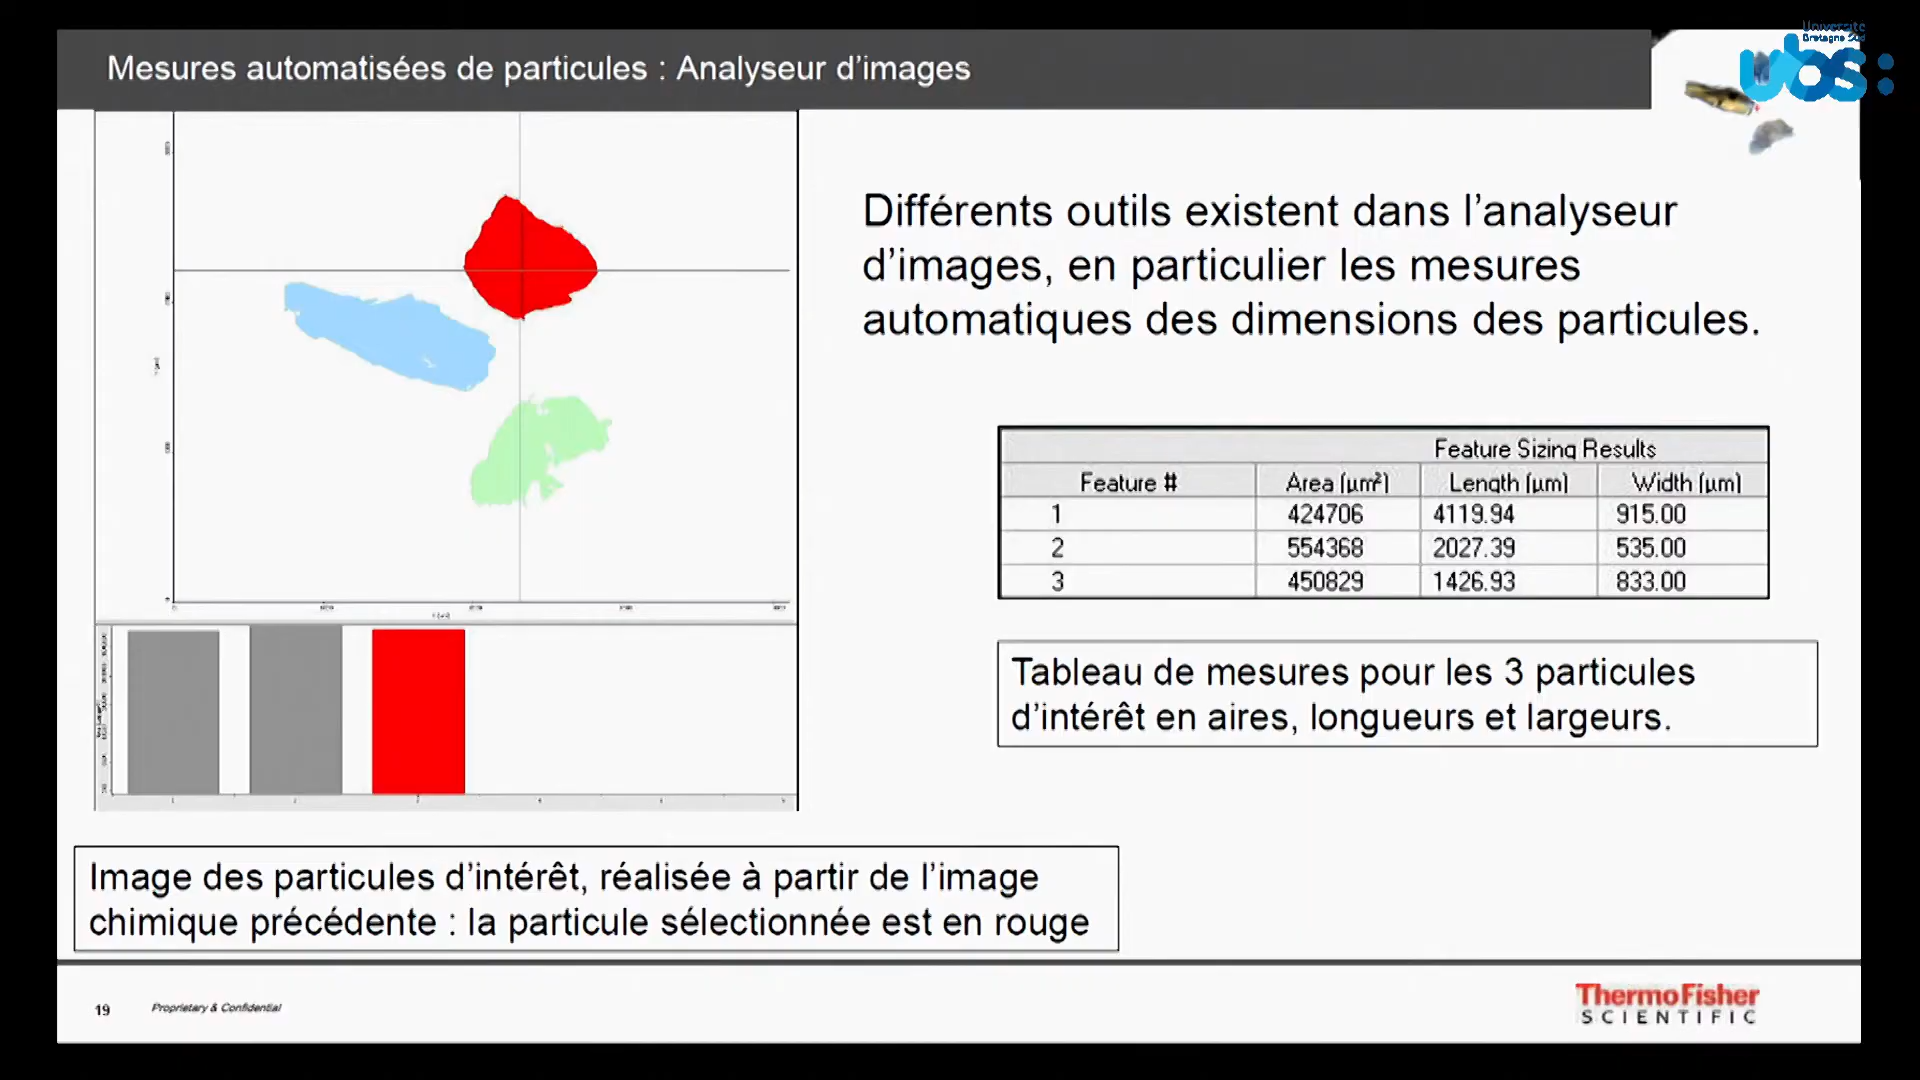 Université
Bretagne Sud
ubs:
Mesures automatisées de particules : Analyseur d’images
Différents outils existent dans l’analyseur
d’images, en particulier les mesures
automatiques des dimensions des particules.
Feature Sizing Results
Feature # Area (µm²) Length (µm) Width (µm)
1 424706 4119.94 915.00
2 554368 2027.39 535.00
3 450829 1426.93 833.00
Tableau de mesures pour les 3 particules
d’intérêt en aires, longueurs et largeurs.
Image des particules d’intérêt, réalisée à partir de l’image
chimique précédente : la particule sélectionnée est en rouge
19 Proprietary & Confidential
ThermoFisher
SCIENTIFIC